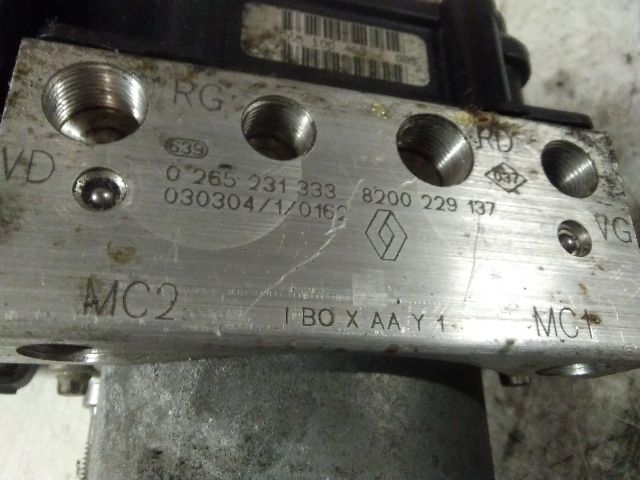 RG
RD
639
037
VD
0 265 231 333 8200 229 137
030304/1/0162
VG
MC2
I BO X AA Y 1
MC1